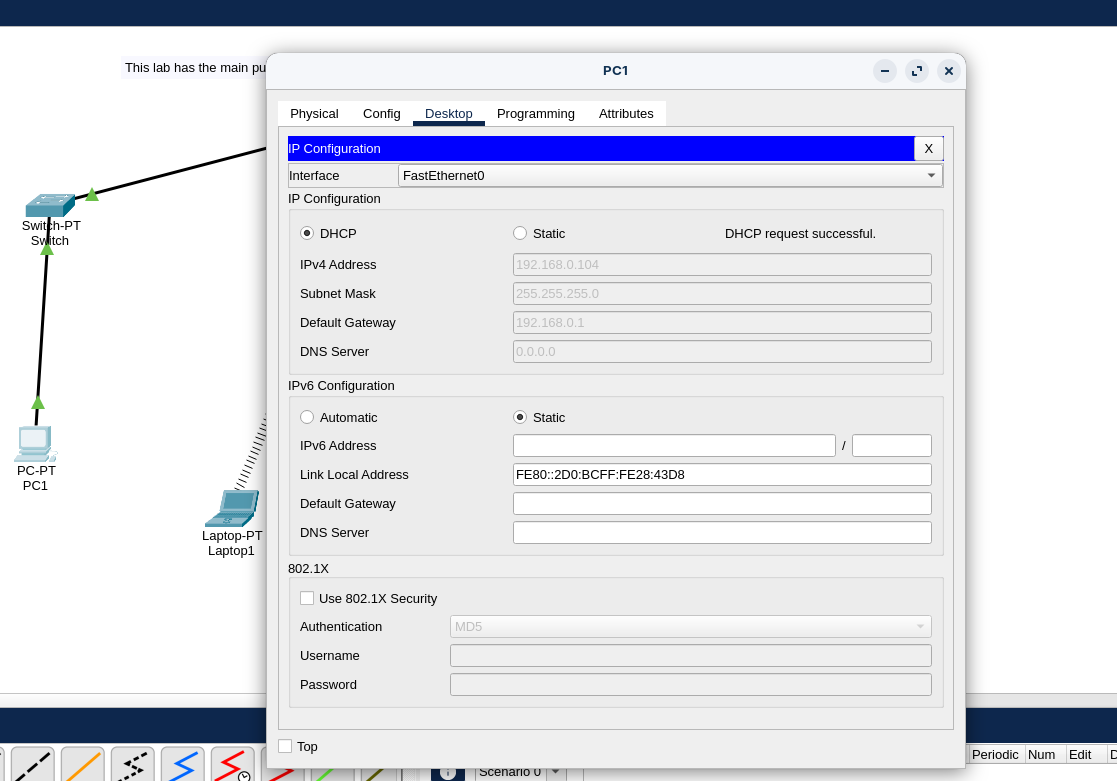 This lab has the main pu
PC1
Physical Config Desktop Programming Attributes
IP Configuration X
Interface FastEthernet0
IP Configuration
DHCP Static DHCP request successful.
IPv4 Address 192.168.0.104
Subnet Mask 255.255.255.0
Default Gateway 192.168.0.1
DNS Server 0.0.0.0
IPv6 Configuration
Automatic Static
IPv6 Address /
Link Local Address FE80::2D0:BCFF:FE28:43D8
Default Gateway
DNS Server
802.1X
Use 802.1X Security
Authentication MD5
Username
Password
Top
Switch-PT
Switch
PC-PT
PC1
Laptop-PT
Laptop1
Scenario 0
Periodic Num Edit D